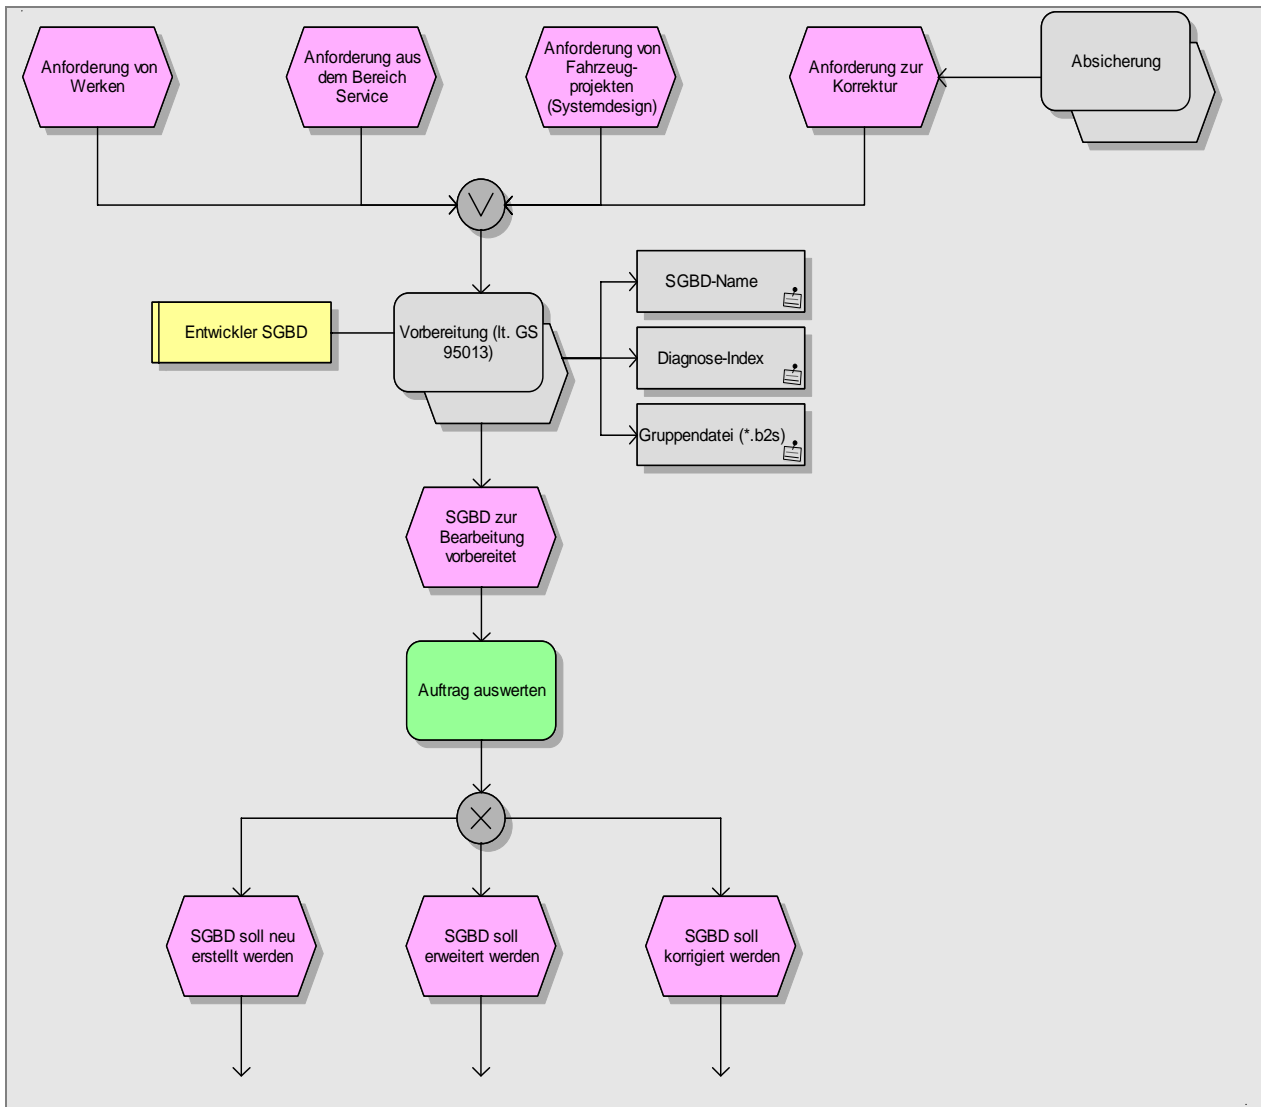 Anforderung von
Werken
Anforderung aus
dem Bereich
Service
Anforderung von
Fahrzeug-
projekten
(Systemdesign)
Anforderung zur
Korrektur
Absicherung
SGBD-Name
Entwickler SGBD
Vorbereitung (lt. GS
95013)
Diagnose-Index
Gruppendatei (*.b2s)
SGBD zur
Bearbeitung
vorbereitet
Auftrag auswerten
SGBD soll neu
erstellt werden
SGBD soll
erweitert werden
SGBD soll
korrigiert werden